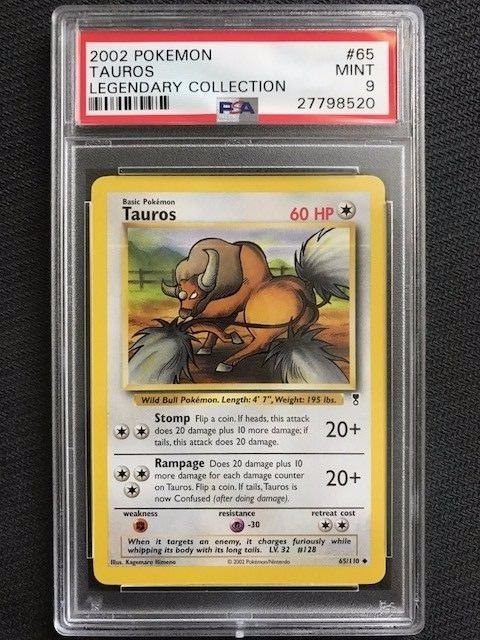 2002 POKEMON #65
TAUROS MINT
LEGENDARY COLLECTION 9
PSA 27798520
Basic Pokémon
Tauros 60 HP
Wild Bull Pokémon. Length: 4' 7", Weight: 195 lbs.
Stomp Flip a coin. If heads, this attack
does 20 damage plus 10 more damage; if
tails, this attack does 20 damage.
20+
Rampage Does 20 damage plus 10
more damage for each damage counter
on Tauros. Flip a coin. If tails, Tauros is
now Confused (after doing damage).
20+
weakness resistance retreat cost
-30
When it targets an enemy, it charges furiously while
whipping its body with its long tails. LV. 32 #128
Illus. Kagemaru Himeno © 2002 Pokémon/Nintendo 65/110